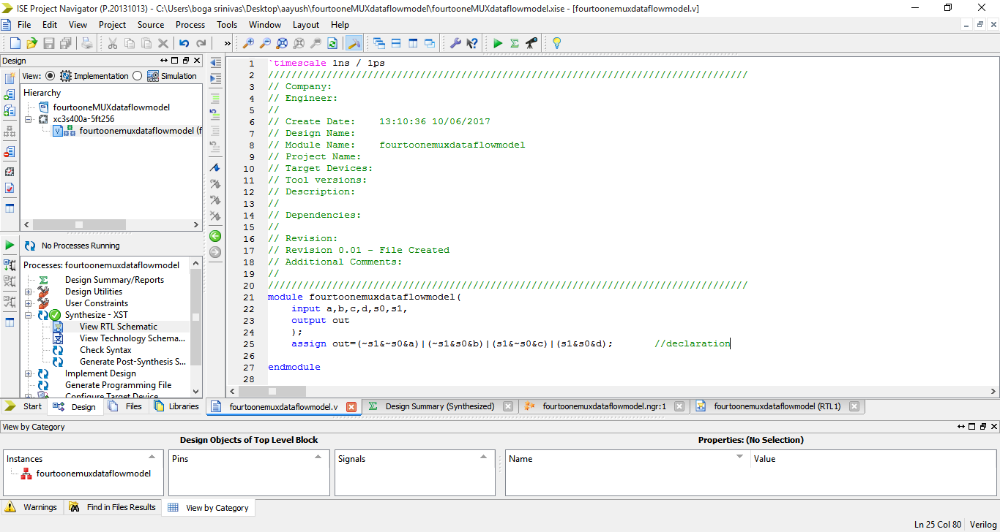 ISE Project Navigator (P.20131013) - C:\Users\boga srinivas\Desktop\aayush\fourtooneMUXdataflowmodel\fourtooneMUXdataflowmodel.xise - [fourtoonemuxdataflowmodel.v]
File Edit View Project Source Process Tools Window Layout Help
Design
View: Implementation Simulation
Hierarchy
fourtooneMUXdataflowmodel
xc3s400a-5ft256
fourtoonemuxdataflowmodel (f
No Processes Running
Processes: fourtoonemuxdataflowmodel
Design Summary/Reports
Design Utilities
User Constraints
Synthesize - XST
View RTL Schematic
View Technology Schema...
Check Syntax
Generate Post-Synthesis S...
Implement Design
Generate Programming File
Configure Target Device
Start Design Files Libraries
1 `timescale 1ns / 1ps
2 //////////////////////////////////////////////////////////////////////////////////
3 // Company:
4 // Engineer:
5 //
6 // Create Date:    13:10:36 10/06/2017
7 // Design Name:
8 // Module Name:    fourtoonemuxdataflowmodel
9 // Project Name:
10 // Target Devices:
11 // Tool versions:
12 // Description:
13 //
14 // Dependencies:
15 //
16 // Revision:
17 // Revision 0.01 - File Created
18 // Additional Comments:
19 //
20 //////////////////////////////////////////////////////////////////////////////////
21 module fourtoonemuxdataflowmodel(
22     input a,b,c,d,s0,s1,
23     output out
24     );
25     assign out=(~s1&~s0&a)|(~s1&s0&b)|(s1&~s0&c)|(s1&s0&d);       //declaration
26
27 endmodule
28
fourtoonemuxdataflowmodel.v Design Summary (Synthesized) fourtoonemuxdataflowmodel.ngr:1 fourtoonemuxdataflowmodel (RTL1)
View by Category
Design Objects of Top Level Block Properties: (No Selection)
Instances Pins Signals Name Value
fourtoonemuxdataflowmodel
Warnings Find in Files Results View by Category
Ln 25 Col 80 Verilog